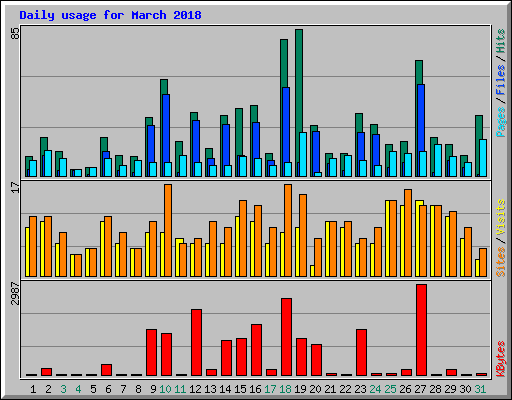 Daily usage for March 2018
85
Pages / Files / Hits
17
Sites / Visits
2987
KBytes
1 2 3 4 5 6 7 8 9 10 11 12 13 14 15 16 17 18 19 20 21 22 23 24 25 26 27 28 29 30 31